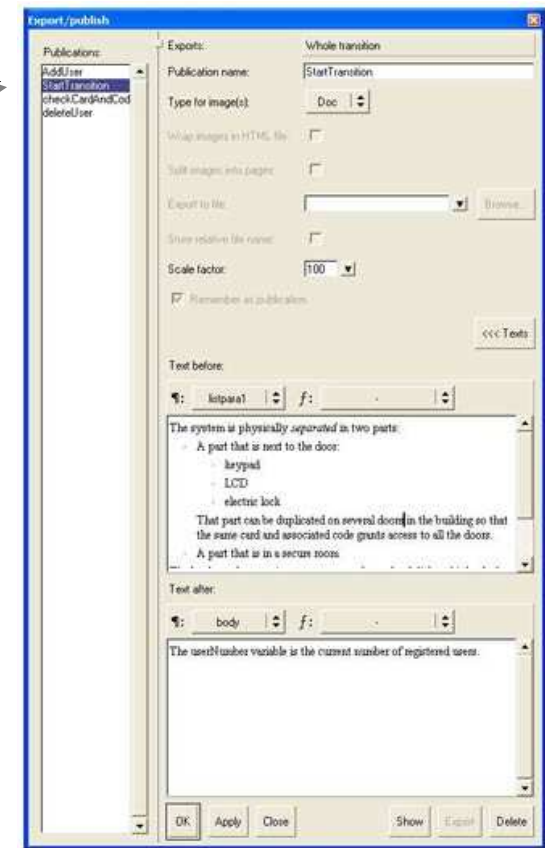 Export/publish
Publications:
AddUser
StartTransition
checkCardAndCod
deleteUser
Exports: Whole transition
Publication name: StartTransition
Type for image(s): Doc
Wrap images in HTML file:
Split images into pages:
Export to file: Browse...
Store relative file name:
Scale factor: 100
Remember as publication
<<< Texts
Text before:
¶: listpara1 f: -
The system is physically separated in two parts:
A part that is next to the door:
keypad
LCD
electric lock
That part can be duplicated on several doors in the building so that
the same card and associated code grants access to all the doors.
A part that is in a secure room
Text after:
¶: body f: -
The userNumber variable is the current number of registered users.
OK Apply Close Show Export Delete